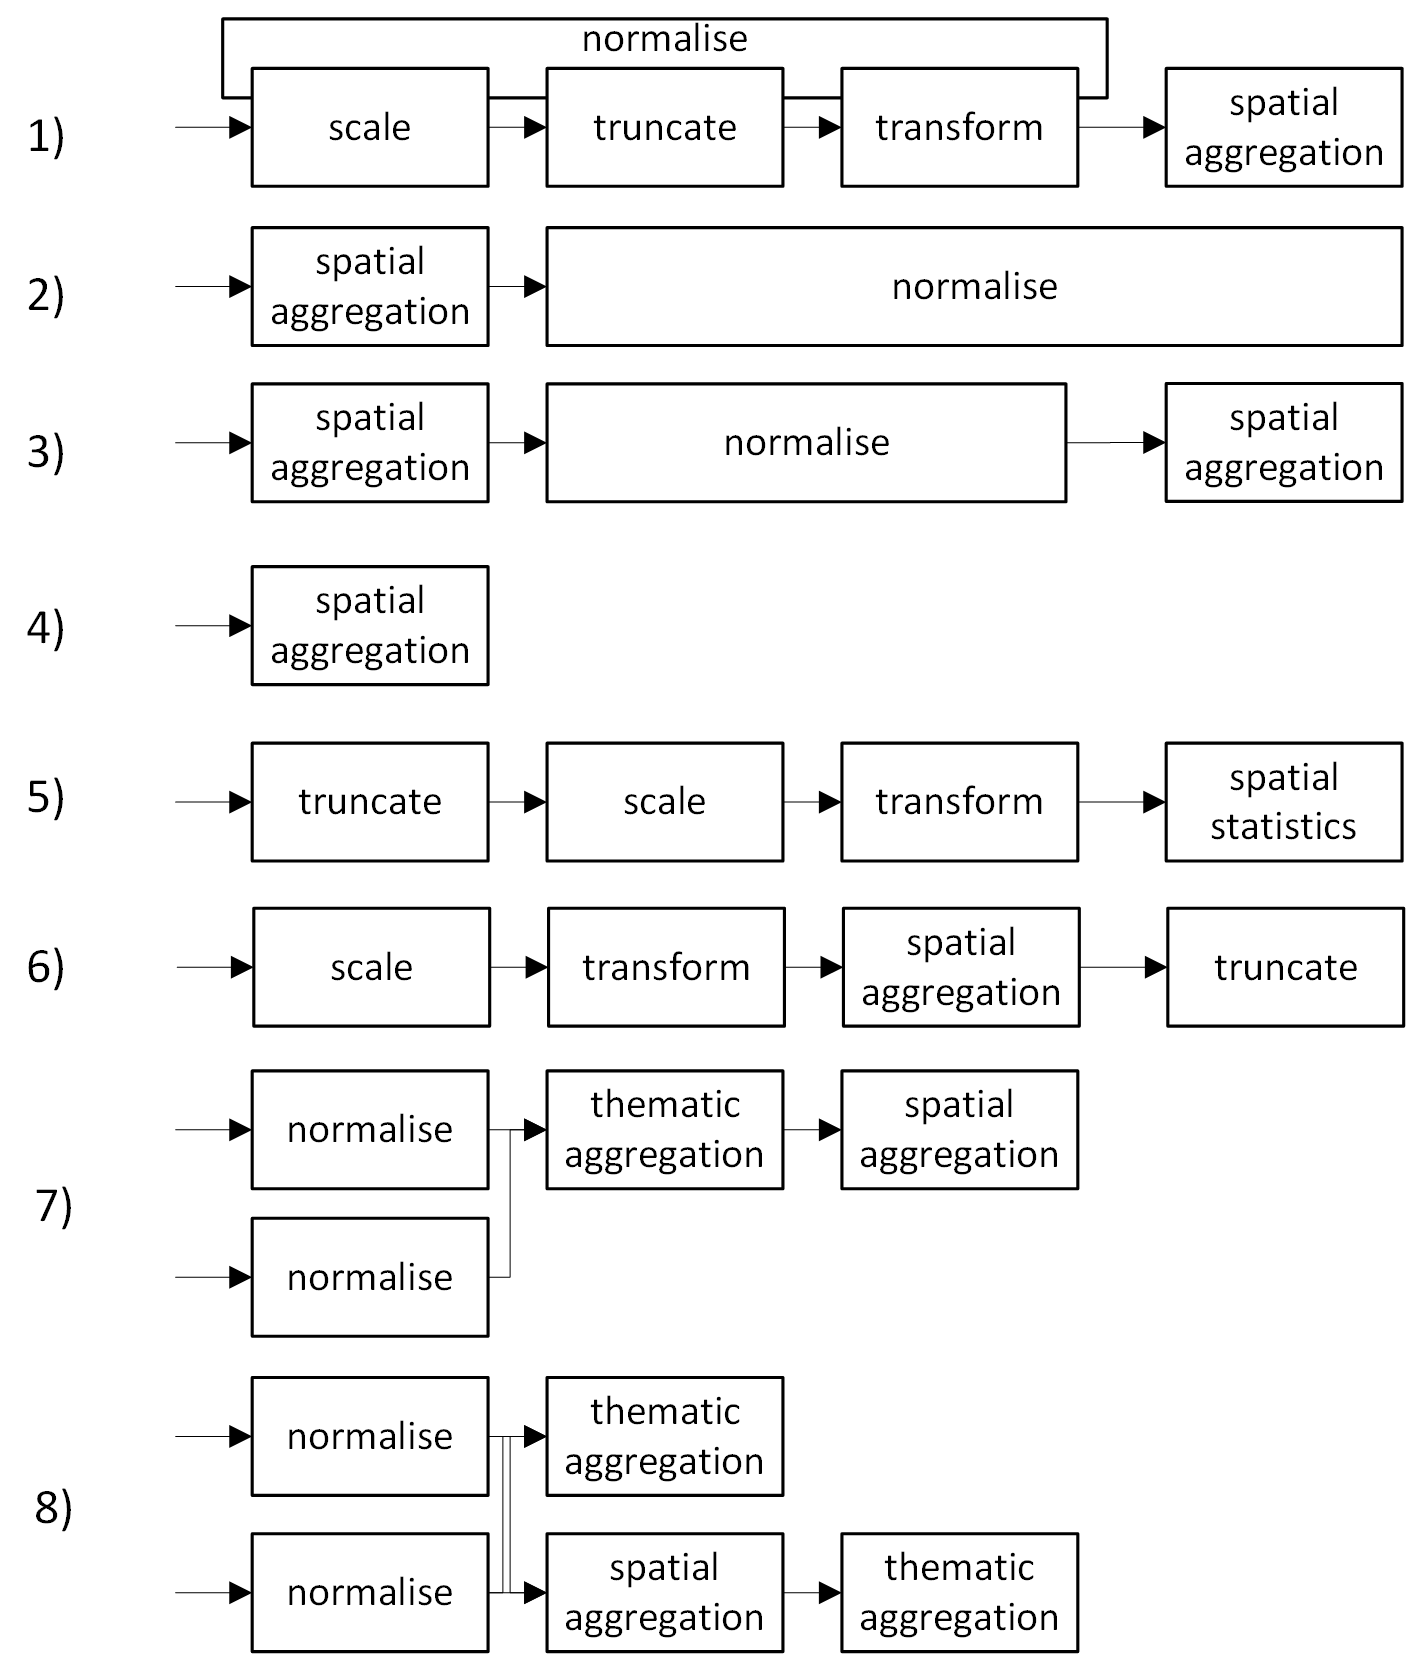 normalise
1)
scale
truncate
transform
spatial
aggregation
2)
spatial
aggregation
normalise
3)
spatial
aggregation
normalise
spatial
aggregation
4)
spatial
aggregation
5)
truncate
scale
transform
spatial
statistics
6)
scale
transform
spatial
aggregation
truncate
7)
normalise
thematic
aggregation
spatial
aggregation
normalise
8)
normalise
thematic
aggregation
normalise
spatial
aggregation
thematic
aggregation